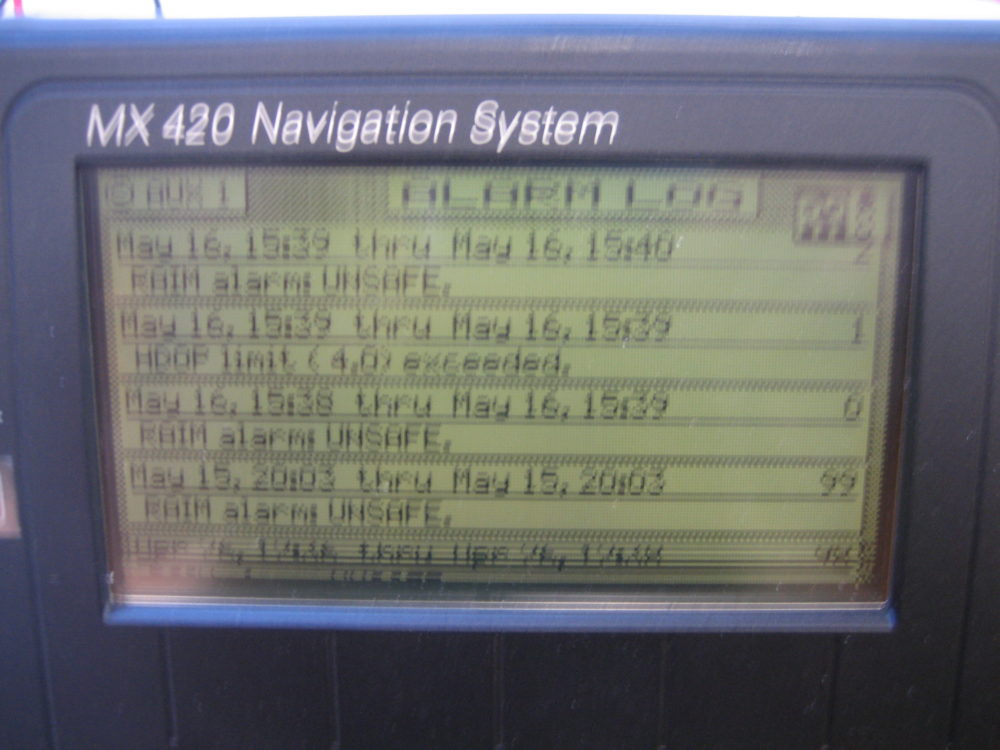 MX 420 Navigation System
AUX 1 ALARM LOG
May 16, 15:39 thru May 16, 15:40 2
RAIM alarm: UNSAFE.
May 16, 15:39 thru May 16, 15:39 1
HDOP limit ( 4.0) exceeded.
May 16, 15:38 thru May 16, 15:39 0
RAIM alarm: UNSAFE.
May 15, 20:03 thru May 15, 20:03 99
RAIM alarm: UNSAFE.
thru